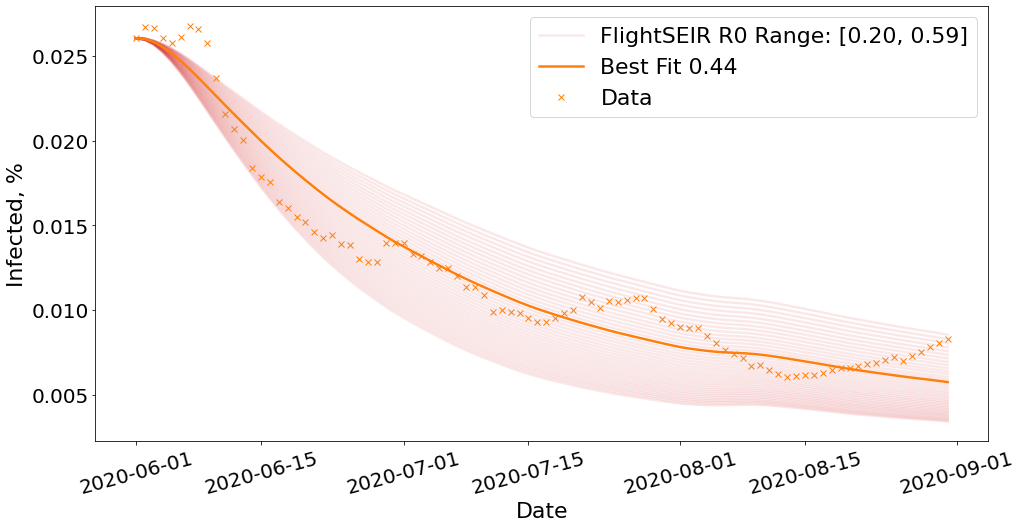 FlightSEIR R0 Range: [0.20, 0.59]
Best Fit 0.44
Data
Infected, %
0.025
0.020
0.015
0.010
0.005
2020-06-01
2020-06-15
2020-07-01
2020-07-15
2020-08-01
2020-08-15
2020-09-01
Date